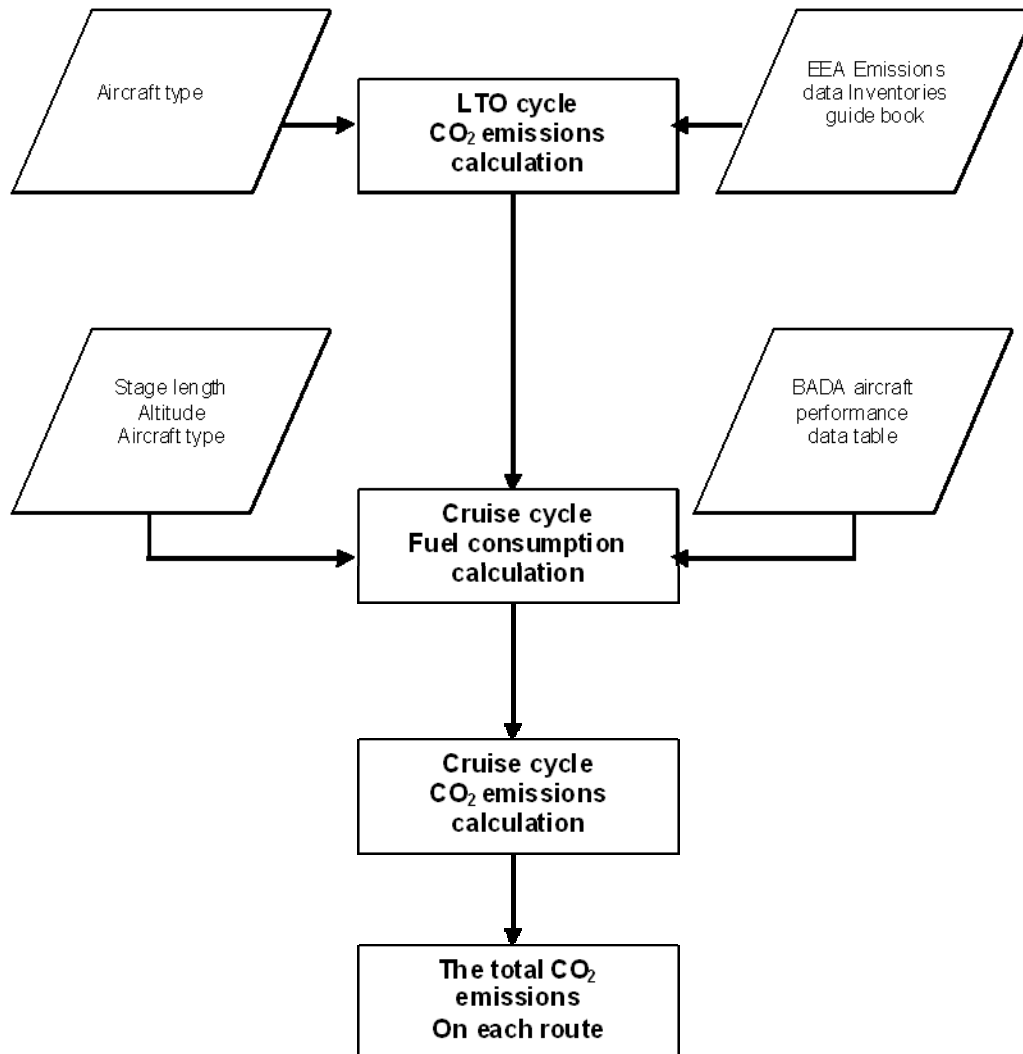 Aircraft type
LTO cycle
CO₂ emissions
calculation
EEA Emissions
data Inventories
guide book
Stage length
Altitude
Aircraft type
BADA aircraft
performance
data table
Cruise cycle
Fuel consumption
calculation
Cruise cycle
CO₂ emissions
calculation
The total CO₂
emissions
On each route